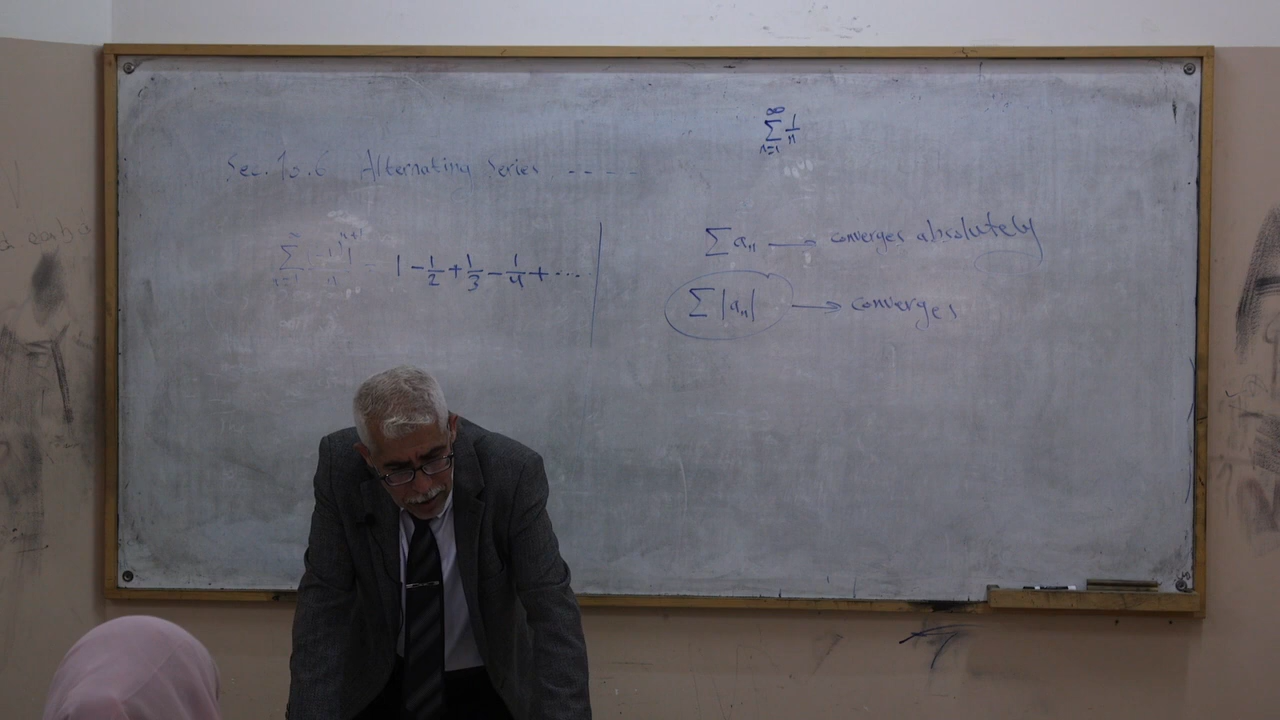 ∑_{n=1}^{∞} 1/n
Sec. 10.6 Alternating Series - - - -
∑_{n=1}^{∞} (-1)^{n+1}/n = 1 - 1/2 + 1/3 - 1/4 + ...
∑ aₙ → converges absolutely
∑ |aₙ| → converges